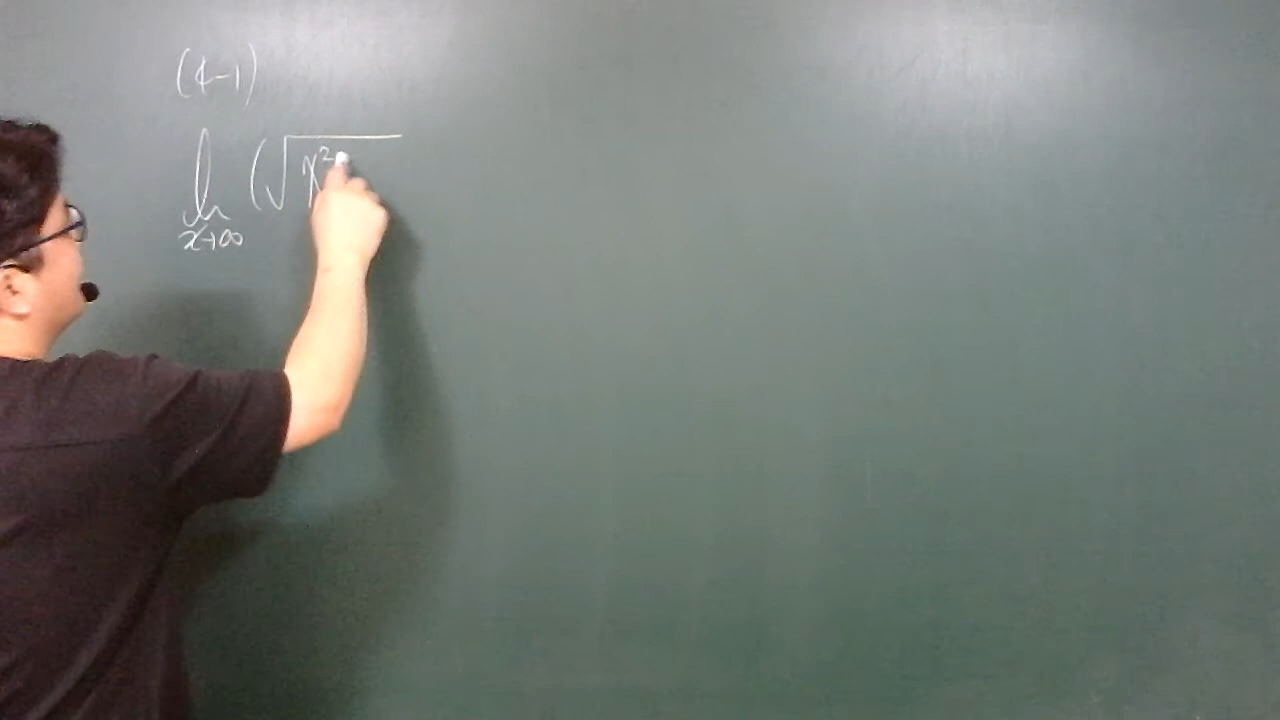 (4-1)
lim (√x²
x→∞